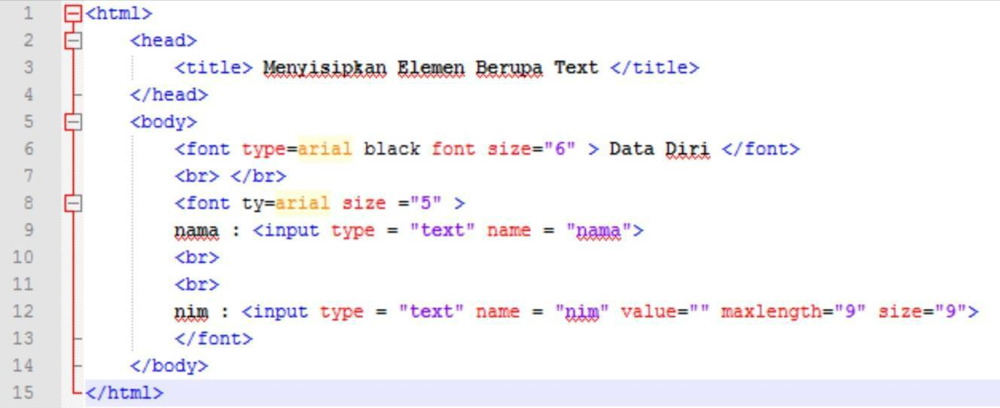 1 <html>
2 <head>
3 <title> Menyisipkan Elemen Berupa Text </title>
4 </head>
5 <body>
6 <font type=arial black font size="6" > Data Diri </font>
7 <br> </br>
8 <font ty=arial size ="5" >
9 nama : <input type = "text" name = "nama">
10 <br>
11 <br>
12 nim : <input type = "text" name = "nim" value="" maxlength="9" size="9">
13 </font>
14 </body>
15 </html>